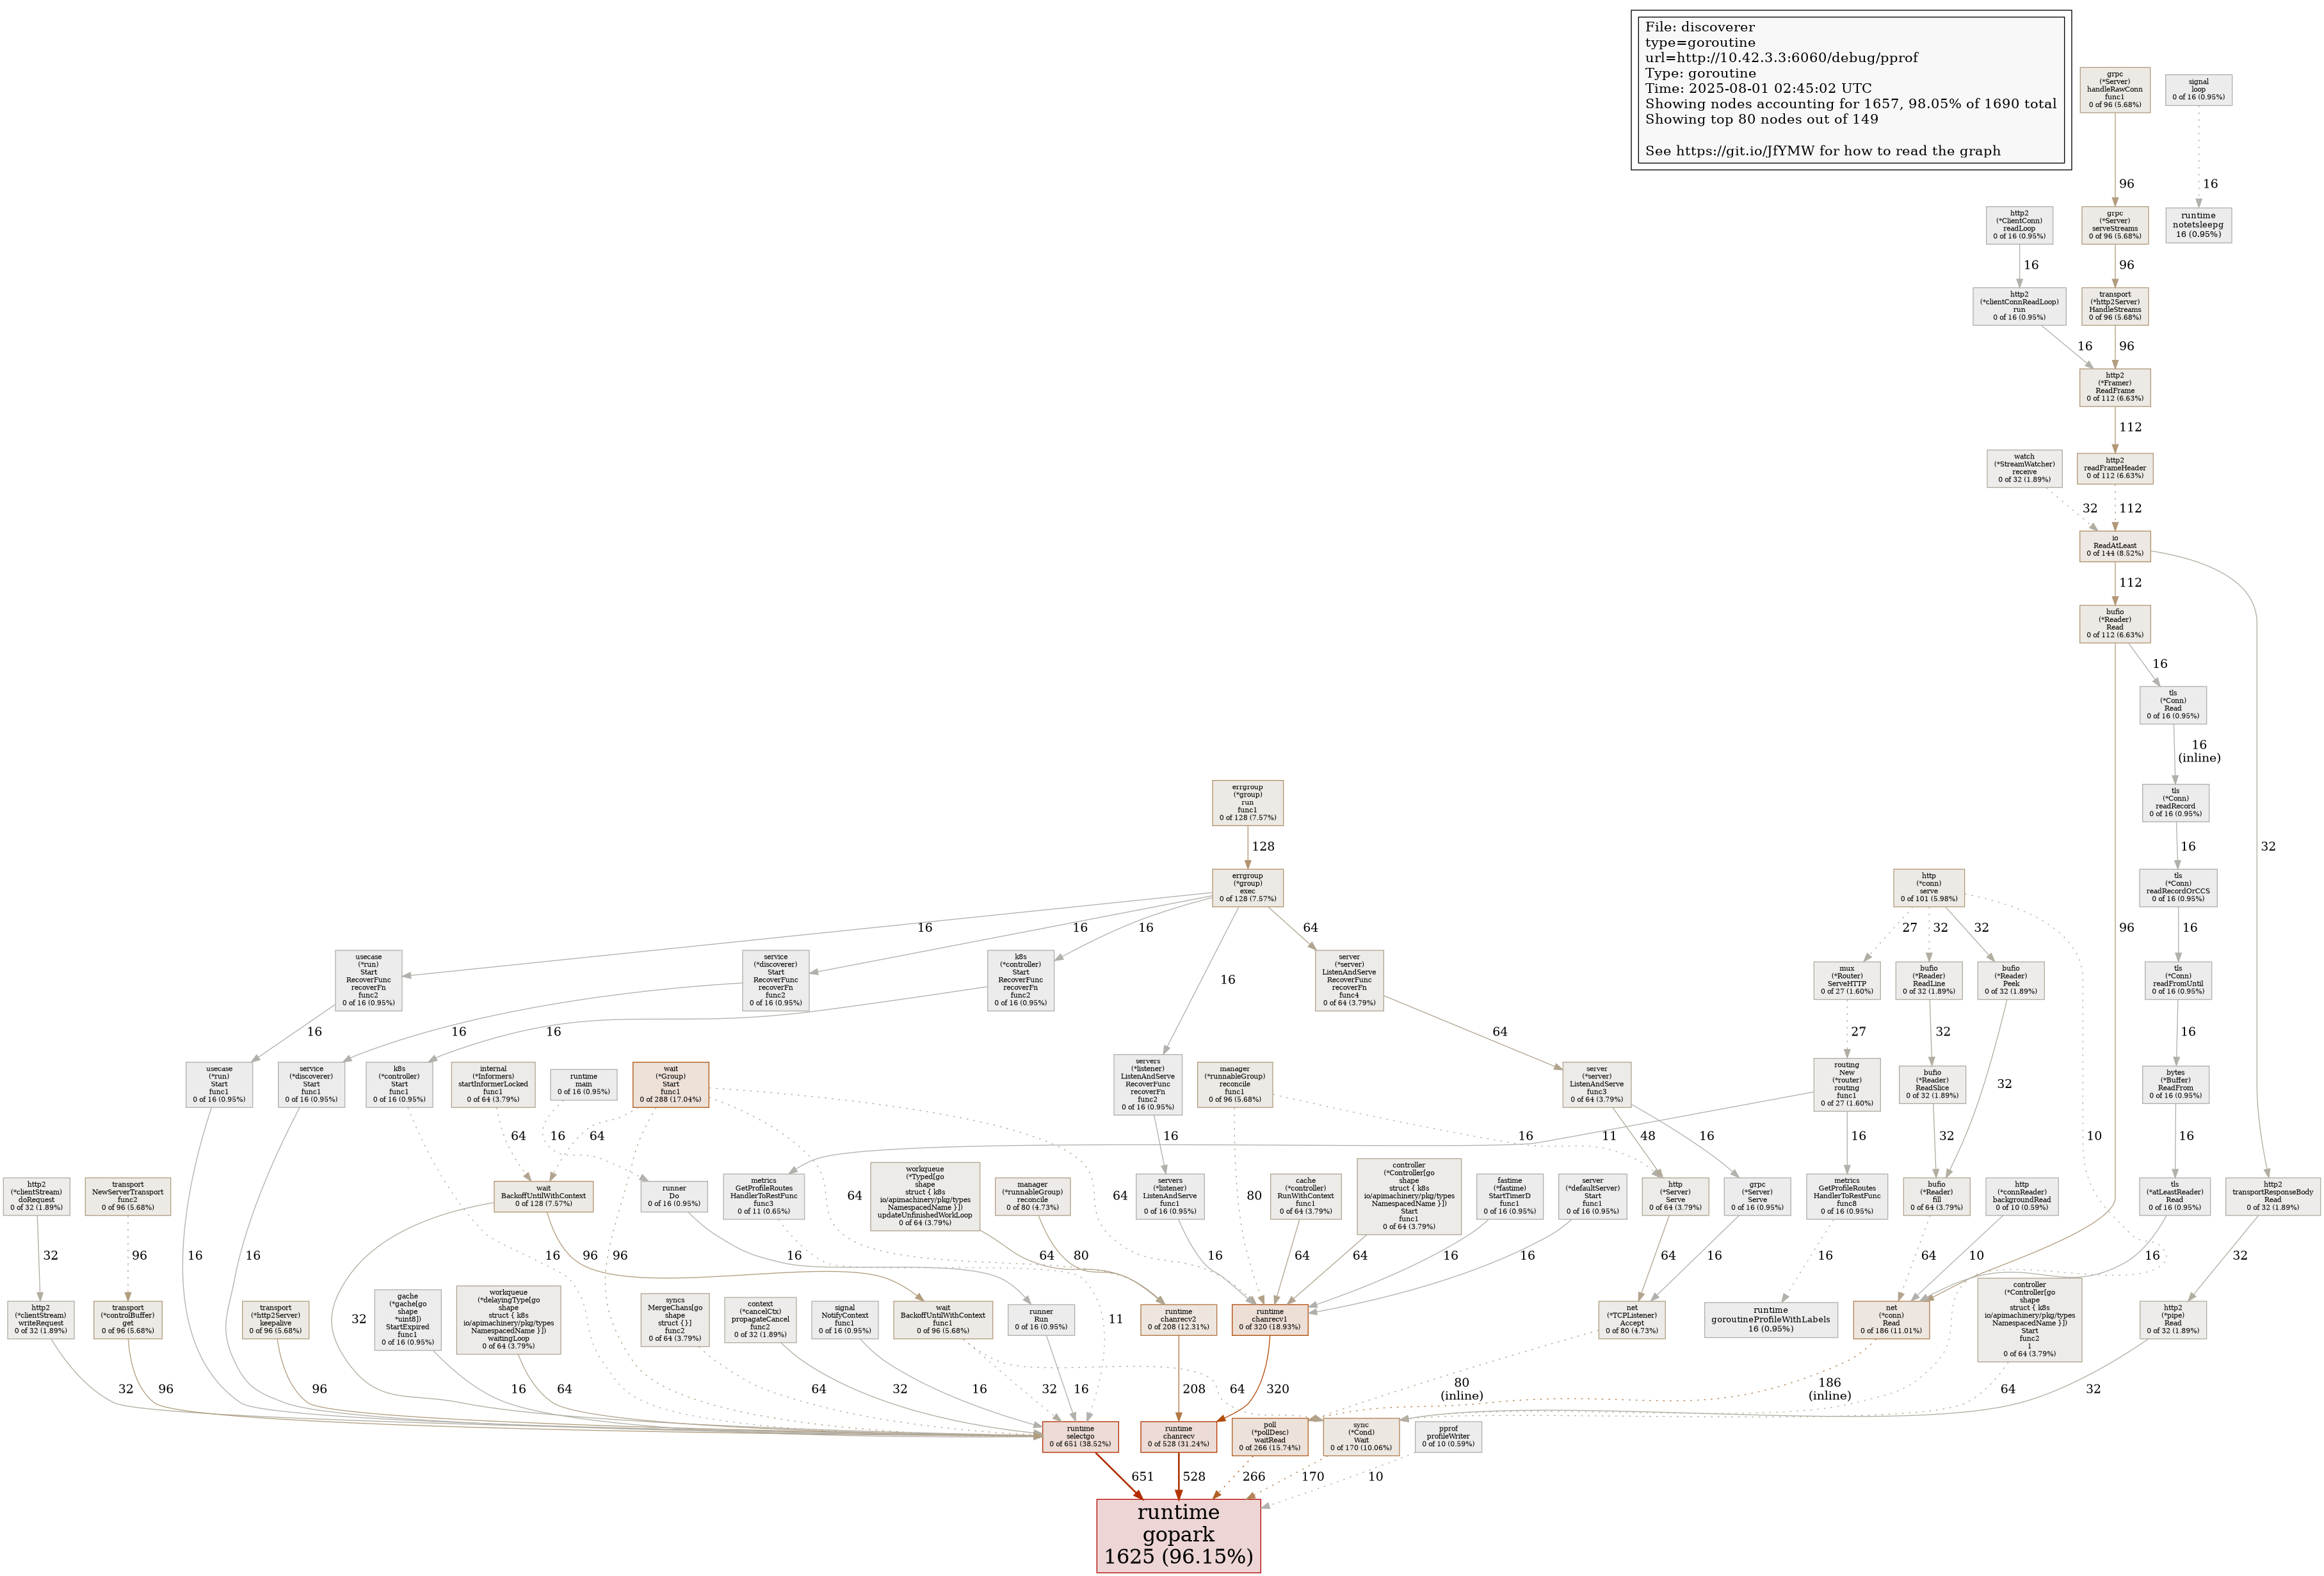 File: discoverer
type=goroutine
url=http://10.42.3.3:6060/debug/pprof
Type: goroutine
Time: 2025-08-01 02:45:02 UTC
Showing nodes accounting for 1657, 98.05% of 1690 total
Showing top 80 nodes out of 149
See https://git.io/JfYMW for how to read the graph
grpc
(*Server)
handleRawConn
func1
0 of 96 (5.68%)
signal
loop
0 of 16 (0.95%)
96
16
http2
(*ClientConn)
readLoop
0 of 16 (0.95%)
grpc
(*Server)
serveStreams
0 of 96 (5.68%)
runtime
notetsleepg
16 (0.95%)
16
96
http2
(*clientConnReadLoop)
run
0 of 16 (0.95%)
transport
(*http2Server)
HandleStreams
0 of 96 (5.68%)
16
96
http2
(*Framer)
ReadFrame
0 of 112 (6.63%)
112
watch
(*StreamWatcher)
receive
0 of 32 (1.89%)
http2
readFrameHeader
0 of 112 (6.63%)
32
112
io
ReadAtLeast
0 of 144 (8.52%)
112
32
bufio
(*Reader)
Read
0 of 112 (6.63%)
96
16
tls
(*Conn)
Read
0 of 16 (0.95%)
16
(inline)
tls
(*Conn)
readRecord
0 of 16 (0.95%)
16
tls
(*Conn)
readRecordOrCCS
0 of 16 (0.95%)
16
tls
(*Conn)
readFromUntil
0 of 16 (0.95%)
16
bytes
(*Buffer)
ReadFrom
0 of 16 (0.95%)
16
tls
(*atLeastReader)
Read
0 of 16 (0.95%)
16
errgroup
(*group)
run
func1
0 of 128 (7.57%)
128
errgroup
(*group)
exec
0 of 128 (7.57%)
16
16
16
16
64
http
(*conn)
serve
0 of 101 (5.98%)
27
32
32
10
usecase
(*run)
Start
RecoverFunc
recoverFn
func2
0 of 16 (0.95%)
16
service
(*discoverer)
Start
RecoverFunc
recoverFn
func2
0 of 16 (0.95%)
16
k8s
(*controller)
Start
RecoverFunc
recoverFn
func2
0 of 16 (0.95%)
16
server
(*server)
ListenAndServe
RecoverFunc
recoverFn
func4
0 of 64 (3.79%)
64
mux
(*Router)
ServeHTTP
0 of 27 (1.60%)
27
bufio
(*Reader)
ReadLine
0 of 32 (1.89%)
32
bufio
(*Reader)
Peek
0 of 32 (1.89%)
32
usecase
(*run)
Start
func1
0 of 16 (0.95%)
16
service
(*discoverer)
Start
func1
0 of 16 (0.95%)
16
k8s
(*controller)
Start
func1
0 of 16 (0.95%)
16
internal
(*Informers)
startInformerLocked
func1
0 of 64 (3.79%)
64
runtime
main
0 of 16 (0.95%)
16
wait
(*Group)
Start
func1
0 of 288 (17.04%)
64
96
64
64
servers
(*listener)
ListenAndServe
RecoverFunc
recoverFn
func2
0 of 16 (0.95%)
16
manager
(*runnableGroup)
reconcile
func1
0 of 96 (5.68%)
80
16
server
(*server)
ListenAndServe
func3
0 of 64 (3.79%)
48
16
routing
New
(*router)
routing
func1
0 of 27 (1.60%)
11
16
bufio
(*Reader)
ReadSlice
0 of 32 (1.89%)
32
http2
(*clientStream)
doRequest
0 of 32 (1.89%)
32
transport
NewServerTransport
func2
0 of 96 (5.68%)
96
wait
BackoffUntilWithContext
0 of 128 (7.57%)
32
96
runner
Do
0 of 16 (0.95%)
16
metrics
GetProfileRoutes
HandlerToRestFunc
func3
0 of 11 (0.65%)
11
workqueue
(*Typed[go
shape
struct { k8s
io/apimachinery/pkg/types
NamespacedName }])
updateUnfinishedWorkLoop
0 of 64 (3.79%)
64
manager
(*runnableGroup)
reconcile
0 of 80 (4.73%)
80
servers
(*listener)
ListenAndServe
func1
0 of 16 (0.95%)
16
cache
(*controller)
RunWithContext
func1
0 of 64 (3.79%)
64
controller
(*Controller[go
shape
struct { k8s
io/apimachinery/pkg/types
NamespacedName }])
Start
func1
0 of 64 (3.79%)
64
fastime
(*fastime)
StartTimerD
func1
0 of 16 (0.95%)
16
server
(*defaultServer)
Start
func1
0 of 16 (0.95%)
16
http
(*Server)
Serve
0 of 64 (3.79%)
64
grpc
(*Server)
Serve
0 of 16 (0.95%)
16
metrics
GetProfileRoutes
HandlerToRestFunc
func8
0 of 16 (0.95%)
16
bufio
(*Reader)
fill
0 of 64 (3.79%)
64
http
(*connReader)
backgroundRead
0 of 10 (0.59%)
10
http2
transportResponseBody
Read
0 of 32 (1.89%)
32
http2
(*clientStream)
writeRequest
0 of 32 (1.89%)
32
transport
(*controlBuffer)
get
0 of 96 (5.68%)
96
transport
(*http2Server)
keepalive
0 of 96 (5.68%)
96
gache
(*gache[go
shape
*uint8])
StartExpired
func1
0 of 16 (0.95%)
16
workqueue
(*delayingType[go
shape
struct { k8s
io/apimachinery/pkg/types
NamespacedName }])
waitingLoop
0 of 64 (3.79%)
64
syncs
MergeChans[go
shape
struct {}]
func2
0 of 64 (3.79%)
64
context
(*cancelCtx)
propagateCancel
func2
0 of 32 (1.89%)
32
signal
NotifyContext
func1
0 of 16 (0.95%)
16
wait
BackoffUntilWithContext
func1
0 of 96 (5.68%)
32
64
runner
Run
0 of 16 (0.95%)
16
runtime
chanrecv2
0 of 208 (12.31%)
208
runtime
chanrecv1
0 of 320 (18.93%)
320
net
(*TCPListener)
Accept
0 of 80 (4.73%)
80
(inline)
runtime
goroutineProfileWithLabels
16 (0.95%)
net
(*conn)
Read
0 of 186 (11.01%)
186
(inline)
controller
(*Controller[go
shape
struct { k8s
io/apimachinery/pkg/types
NamespacedName }])
Start
func2
1
0 of 64 (3.79%)
64
http2
(*pipe)
Read
0 of 32 (1.89%)
32
runtime
selectgo
0 of 651 (38.52%)
651
runtime
chanrecv
0 of 528 (31.24%)
528
poll
(*pollDesc)
waitRead
0 of 266 (15.74%)
266
sync
(*Cond)
Wait
0 of 170 (10.06%)
170
pprof
profileWriter
0 of 10 (0.59%)
10
runtime
gopark
1625 (96.15%)